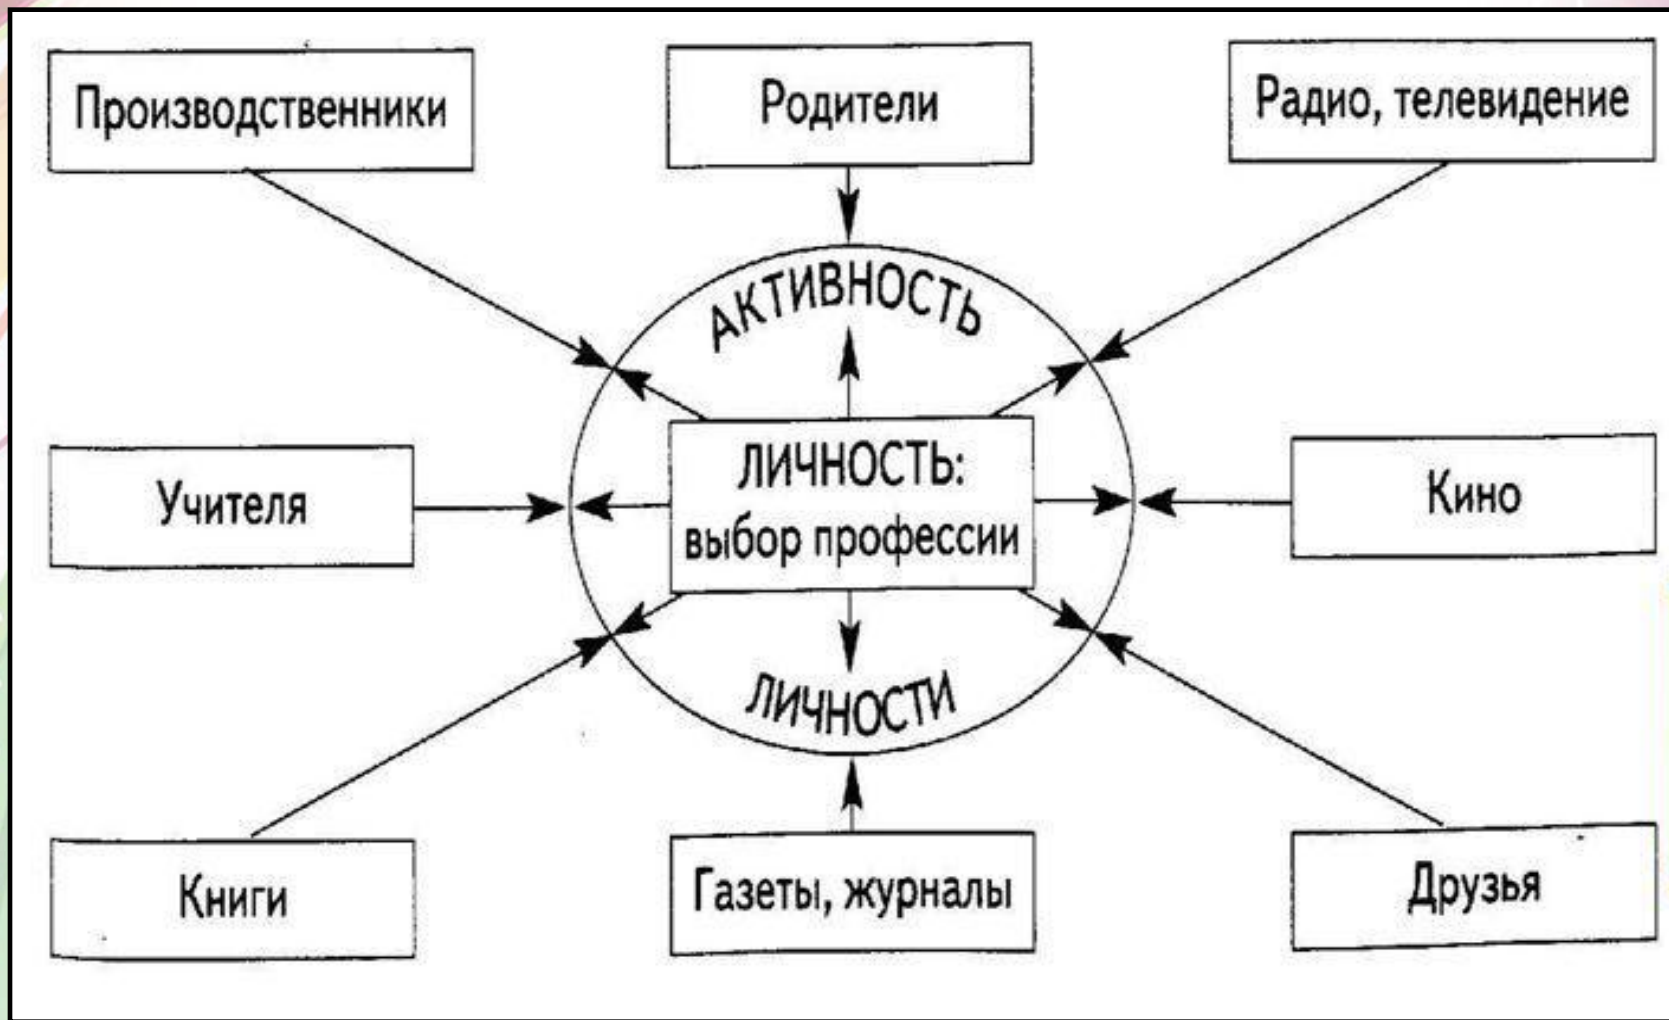 Производственники
Родители
Радио, телевидение
АКТИВНОСТЬ
Учителя
ЛИЧНОСТЬ:
выбор профессии
Кино
ЛИЧНОСТИ
Книги
Газеты, журналы
Друзья